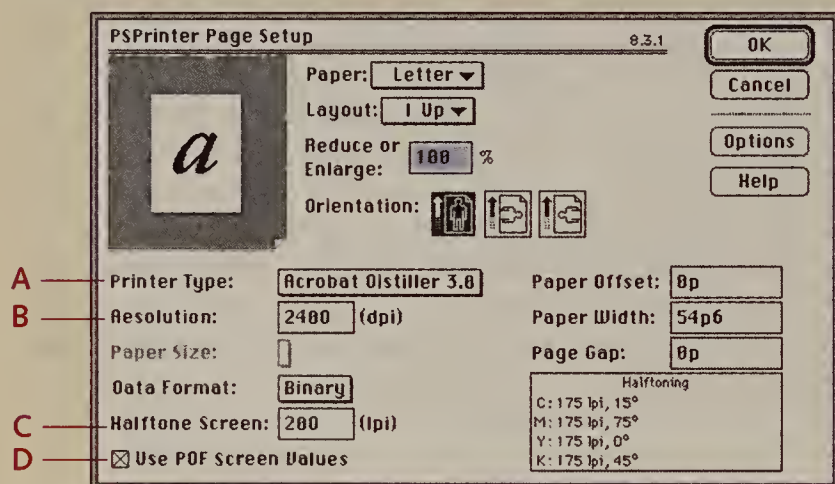 PSPrinter Page Setup 8.3.1 OK
Paper: Letter
Cancel
Layout: 1 Up
a
Reduce or Enlarge: 100 %
Options
Help
Orientation:
A Printer Type: Acrobat Distiller 3.0 Paper Offset: 0p
B Resolution: 2400 (dpi) Paper Width: 54p6
Paper Size: Page Gap: 0p
Data Format: Binary Halftoning
C: 175 lpi, 15°
C Halftone Screen: 200 (lpi) M: 175 lpi, 75°
Y: 175 lpi, 0°
D Use PDF Screen Values K: 175 lpi, 45°